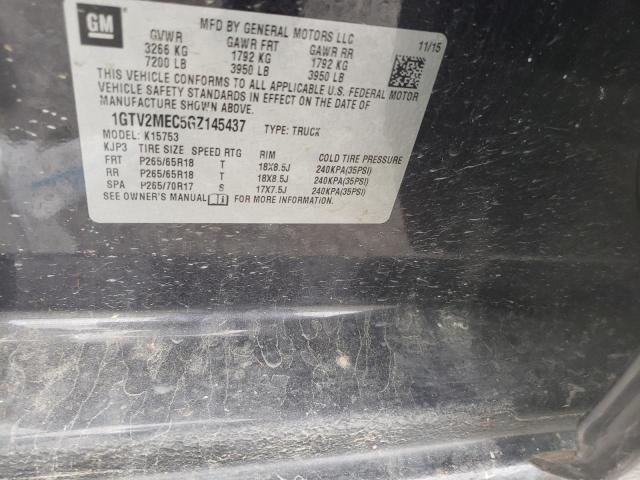 GM
MFD BY GENERAL MOTORS LLC
11/15
GVWR GAWR FRT GAWR RR
3266 KG 1792 KG 1792 KG
7200 LB 3950 LB 3950 LB
THIS VEHICLE CONFORMS TO ALL APPLICABLE U.S. FEDERAL MOTOR
VEHICLE SAFETY STANDARDS IN EFFECT ON THE DATE OF
MANUFACTURE SHOWN ABOVE.
1GTV2MEC5GZ145437 TYPE: TRUCK
MODEL: K15753
KJP3 TIRE SIZE SPEED RTG RIM COLD TIRE PRESSURE
FRT P265/65R18 T 18X8.5J 240KPA(35PSI)
RR P265/65R18 T 18X8.5J 240KPA(35PSI)
SPA P265/70R17 S 17X7.5J 240KPA(35PSI)
SEE OWNER'S MANUAL i FOR MORE INFORMATION.